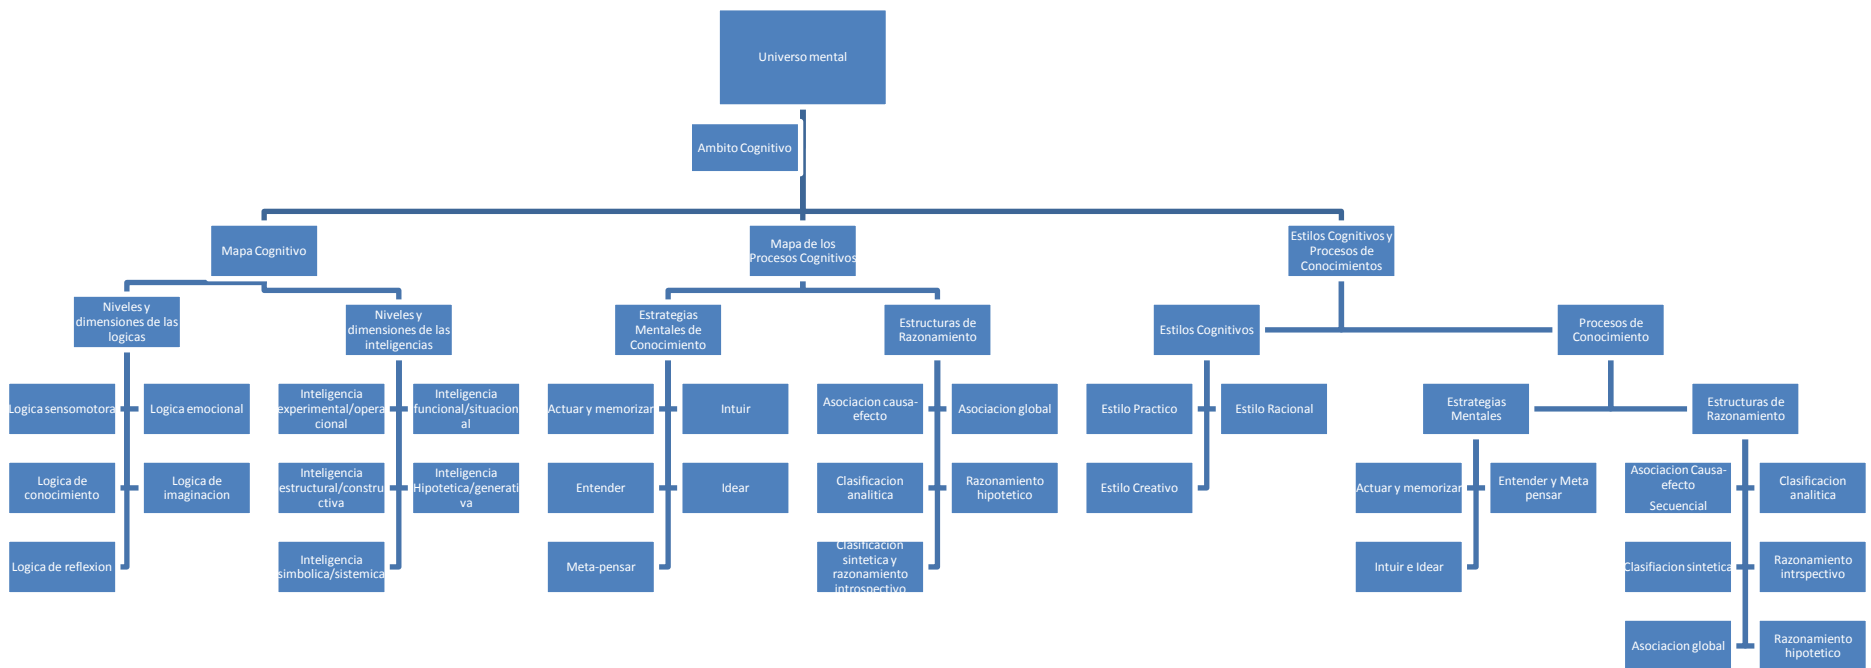 Universo mental
Ambito Cognitivo
Mapa Cognitivo
Mapa de los
Procesos Cognitivos
Estilos Cognitivos y
Procesos de
Conocimientos
Niveles y
dimensiones de las
logicas
Niveles y
dimensiones de las
inteligencias
Estrategias
Mentales de
Conocimiento
Estructuras de
Razonamiento
Estilos Cognitivos
Procesos de
Conocimiento
Logica sensomotora
Logica emocional
Inteligencia
experimental/opera
cional
Inteligencia
funcional/situacion
al
Actuar y memorizar
Intuir
Asociacion causa-
efecto
Asociacion global
Estilo Practico
Estilo Racional
Estrategias
Mentales
Estructuras de
Razonamiento
Logica de
conocimiento
Logica de
imaginacion
Inteligencia
estructural/constru
ctiva
Inteligencia
Hipotetica/generati
va
Entender
Idear
Clasificacion
analitica
Razonamiento
hipotetico
Estilo Creativo
Actuar y memorizar
Entender y Meta
pensar
Asociacion Causa-
efecto
Secuencial
Clasificacion
analitica
Logica de reflexion
Inteligencia
simbolica/sistemica
Meta-pensar
Clasificacion
sintetica y
razonamiento
introspectivo
Intuir e Idear
Clasifiacion sintetica
Razonamiento
intrspectivo
Asociacion global
Razonamiento
hipotetico